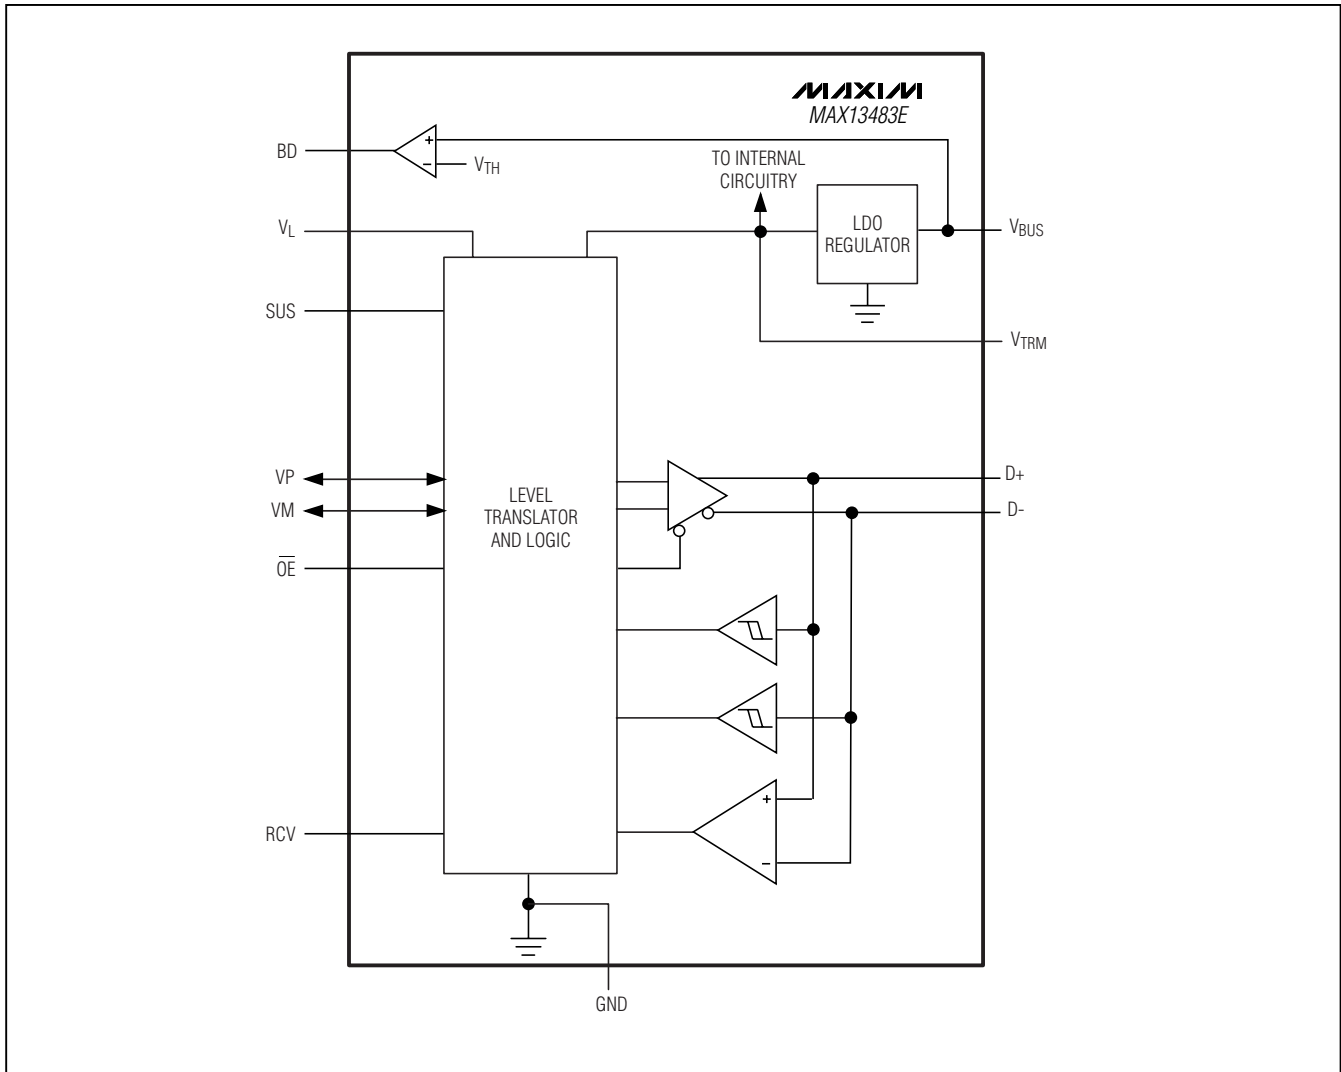 MAXIM
MAX13483E
BD
+
−
VTH
TO INTERNAL
CIRCUITRY
VL
LDO
REGULATOR
VBUS
SUS
VTRM
VP
VM
LEVEL
TRANSLATOR
AND LOGIC
D+
D-
OE
RCV
+
−
GND